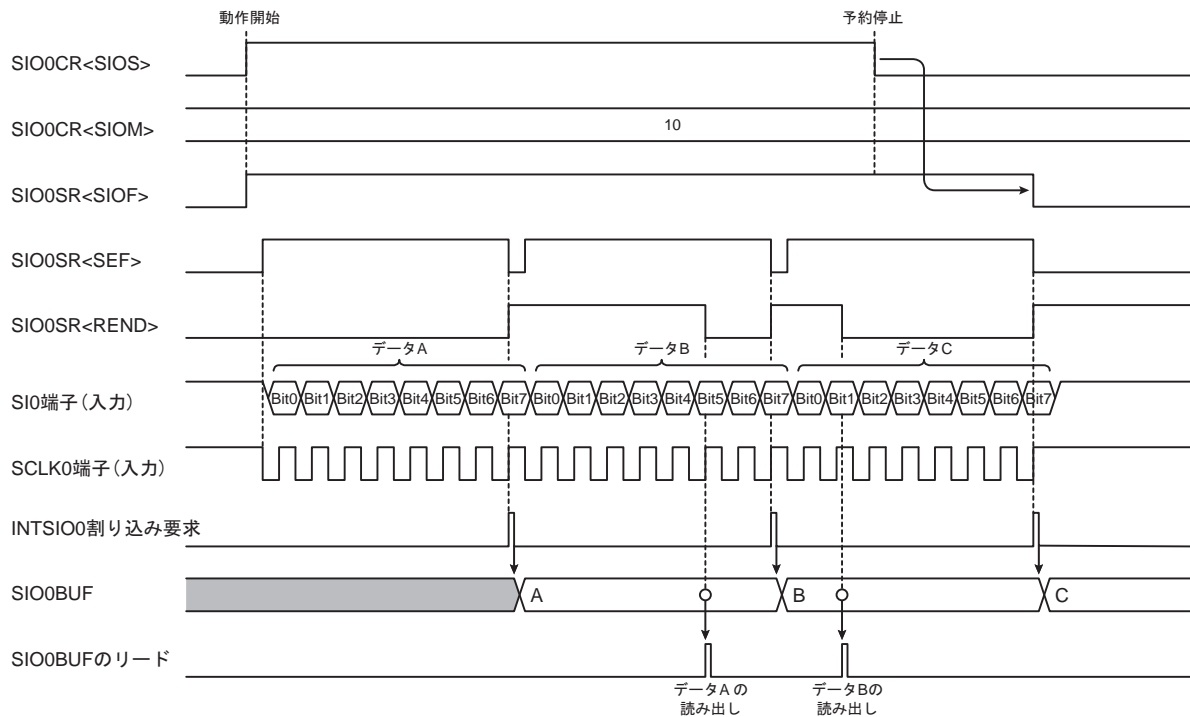 動作開始
予約停止
SIO0CR<SIOS>
SIO0CR<SIOM>
10
SIO0SR<SIOF>
SIO0SR<SEF>
SIO0SR<REND>
データA
データB
データC
SI0端子(入力)
Bit0 Bit1 Bit2 Bit3 Bit4 Bit5 Bit6 Bit7 Bit0 Bit1 Bit2 Bit3 Bit4 Bit5 Bit6 Bit7 Bit0 Bit1 Bit2 Bit3 Bit4 Bit5 Bit6 Bit7
SCLK0端子(入力)
INTSIO0割り込み要求
SIO0BUF
A
B
C
SIO0BUFのリード
データA の
読み出し
データBの
読み出し